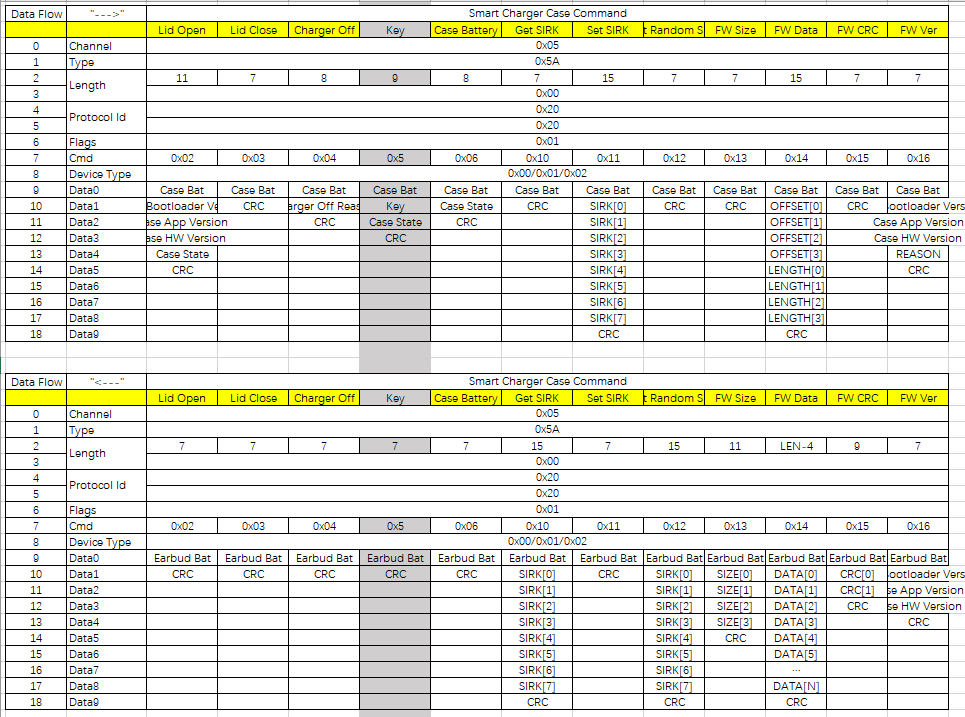 Data Flow "--->" Smart Charger Case Command
Lid Open Lid Close Charger Off Key Case Battery Get SIRK Set SIRK t Random S FW Size FW Data FW CRC FW Ver
0 Channel 0x05
1 Type 0x5A
2 Length 11 7 8 9 8 7 15 7 7 15 7 7
3 0x00
4 Protocol Id 0x20
5 0x20
6 Flags 0x01
7 Cmd 0x02 0x03 0x04 0x5 0x06 0x10 0x11 0x12 0x13 0x14 0x15 0x16
8 Device Type 0x00/0x01/0x02
9 Data0 Case Bat Case Bat Case Bat Case Bat Case Bat Case Bat Case Bat Case Bat Case Bat Case Bat Case Bat Case Bat
10 Data1 Bootloader Ve CRC arger Off Reas Key Case State CRC SIRK[0] CRC CRC OFFSET[0] CRC ootloader Vers
11 Data2 ase App Version CRC Case State CRC SIRK[1] OFFSET[1] Case App Version
12 Data3 ase HW Version CRC SIRK[2] OFFSET[2] Case HW Version
13 Data4 Case State SIRK[3] OFFSET[3] REASON
14 Data5 CRC SIRK[4] LENGTH[0] CRC
15 Data6 SIRK[5] LENGTH[1]
16 Data7 SIRK[6] LENGTH[2]
17 Data8 SIRK[7] LENGTH[3]
18 Data9 CRC CRC
Data Flow "<---" Smart Charger Case Command
Lid Open Lid Close Charger Off Key Case Battery Get SIRK Set SIRK t Random S FW Size FW Data FW CRC FW Ver
0 Channel 0x05
1 Type 0x5A
2 Length 7 7 7 7 7 15 7 15 11 LEN-4 9 7
3 0x00
4 Protocol Id 0x20
5 0x20
6 Flags 0x01
7 Cmd 0x02 0x03 0x04 0x5 0x06 0x10 0x11 0x12 0x13 0x14 0x15 0x16
8 Device Type 0x00/0x01/0x02
9 Data0 Earbud Bat Earbud Bat Earbud Bat Earbud Bat Earbud Bat Earbud Bat Earbud Bat Earbud Bat Earbud Bat Earbud Bat Earbud Bat Earbud Bat
10 Data1 CRC CRC CRC CRC CRC SIRK[0] CRC SIRK[0] SIZE[0] DATA[0] CRC[0] ootloader Vers
11 Data2 SIRK[1] SIRK[1] SIZE[1] DATA[1] CRC[1] se App Version
12 Data3 SIRK[2] SIRK[2] SIZE[2] DATA[2] CRC se HW Version
13 Data4 SIRK[3] SIRK[3] SIZE[3] DATA[3] CRC
14 Data5 SIRK[4] SIRK[4] CRC DATA[4]
15 Data6 SIRK[5] SIRK[5] DATA[5]
16 Data7 SIRK[6] SIRK[6] ...
17 Data8 SIRK[7] SIRK[7] DATA[N]
18 Data9 CRC CRC CRC